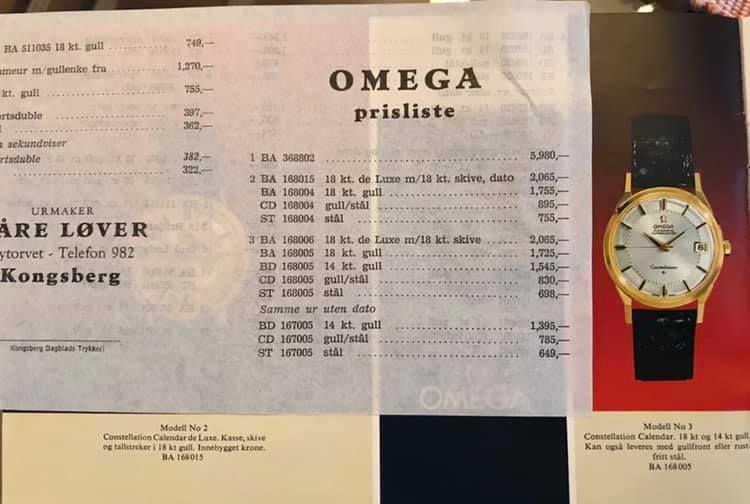 BA 511035 18 kt. gull .................. 749,—
meur m/gullenke fra .................. 1,270,—
kt. gull .................. 755,—
ortsduble .................. 397,—
.................. 362,—
sekundviser
ortsduble .................. 382,—
.................. 322,—
URMAKER
ÅRE LØVER
ytorvet - Telefon 982
Kongsberg
Kongsberg Dagblads Trykkeri
OMEGA
prisliste
1 BA 368802 .................. 5,980,—
2 BA 168015 18 kt. de Luxe m/18 kt. skive, dato 2,065,—
BA 168004 18 kt. gull .................. 1,755,—
CD 168004 gull/stål .................. 895,—
ST 168004 stål .................. 755,—
3 BA 168006 18 kt. de Luxe m/18 kt. skive ........ 2,065,—
BA 168005 18 kt. gull .................. 1,725,—
BD 168005 14 kt. gull .................. 1,545,—
CD 168005 gull/stål .................. 830,—
ST 168005 stål .................. 698,—
Samme ur uten dato
BD 167005 14 kt. gull .................. 1,395,—
CD 167005 gull/stål .................. 785,—
ST 167005 stål .................. 649,—
OMEGA
OMEGA
Constellation
Modell No 2
Constellation Calendar de Luxe. Kasse, skive
og tallstreker i 18 kt gull. Innebygget krone.
BA 168015
Modell No 3
Constellation Calendar. 18 kt og 14 kt gull.
Kan også leveres med gullfront eller rust-
fritt stål.
BA 168005